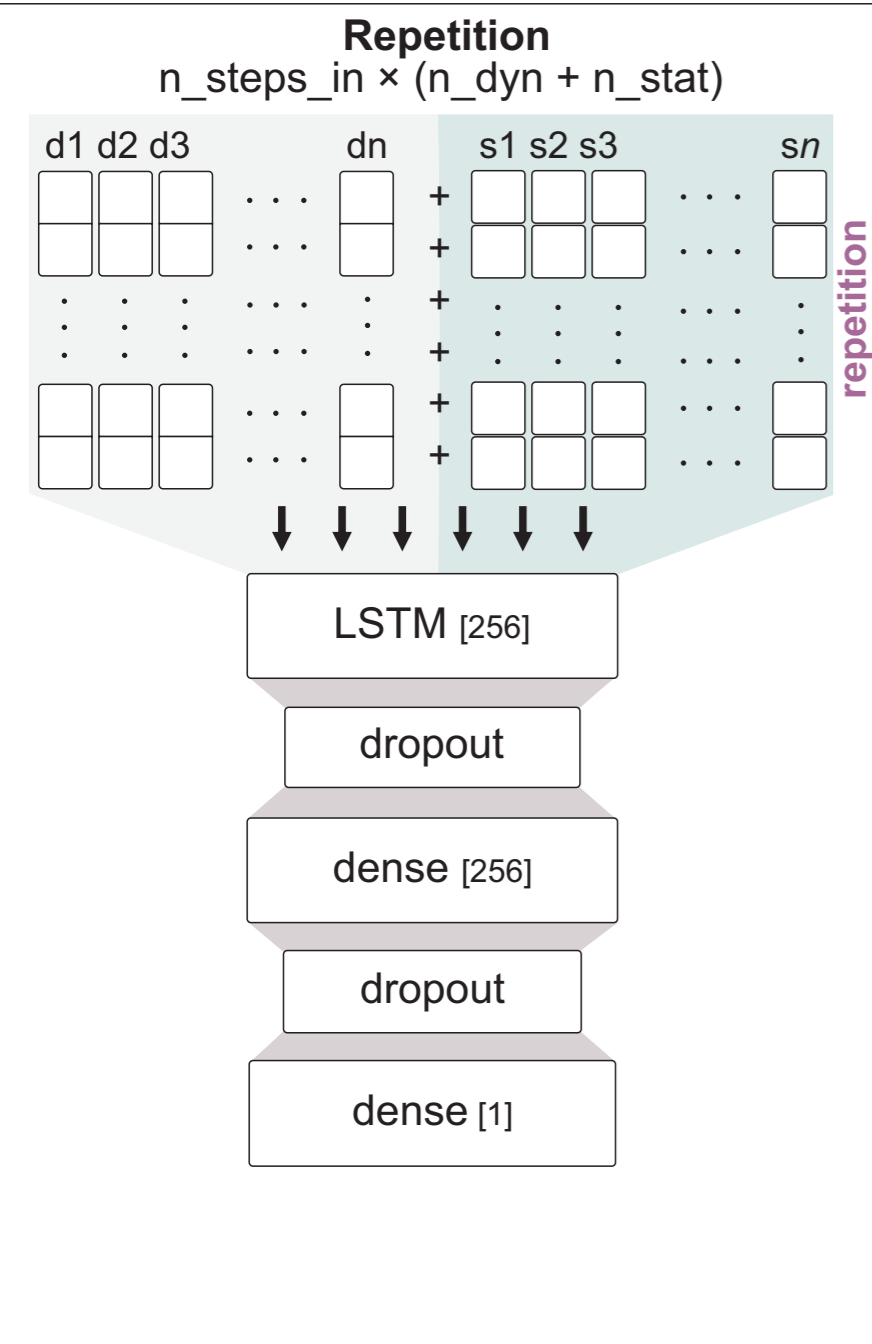 Repetition
n_steps_in × (n_dyn + n_stat)
d1 d2 d3 dn s1 s2 s3 sn
+
+
+
+
+
+
repetition
LSTM [256]
dropout
dense [256]
dropout
dense [1]